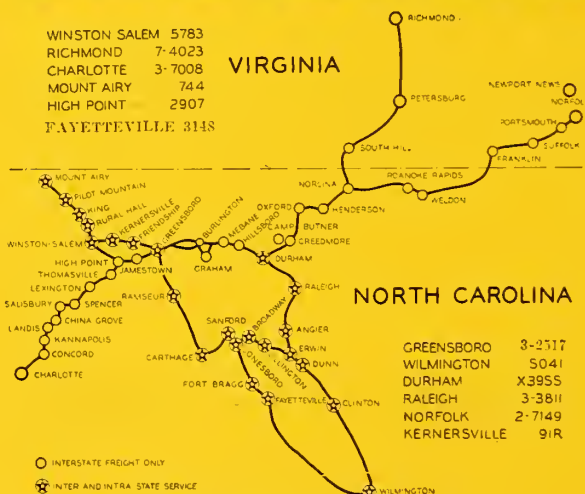 WINSTON SALEM 5783
RICHMOND 7-4023
CHARLOTTE 3-7008
MOUNT AIRY 744
HIGH POINT 2907
FAYETTEVILLE 3148
VIRGINIA
RICHMOND
PETERSBURG
NEWPORT NEWS
NORFOL
PORTSMOUTH
SUFFOLK
FRANKLIN
SOUTH HILL
NORLINA
ROANOKE RAPIDS
WELDON
MOUNT AIRY
PILOT MOUNTAIN
KING
RURAL HALL
KERNERSVILLE
FRIENDSHIP
GREENSBORO
WINSTON-SALEM
BURLINGTON
MEBANE
HILLSBORO
OXFORD
HENDERSON
CAMP BUTNER
CREEDMORE
HIGH POINT
JAMESTOWN
GRAHAM
DURHAM
THOMASVILLE
LEXINGTON
RAMSEUR
RALEIGH
SALISBURY
SPENCER
CHINA GROVE
LANDIS
KANNAPOLIS
CONCORD
CHARLOTTE
SANFORD
BROADWAY
ANGIER
CARTHAGE
JONESBORO
LILLINGTON
ERWIN
DUNN
FORT BRAGG
FAYETTEVILLE
CLINTON
WILMINGTON
NORTH CAROLINA
GREENSBORO 3-2517
WILMINGTON 5041
DURHAM X3955
RALEIGH 3-3811
NORFOLK 2-7149
KERNERSVILLE 91R
INTERSTATE FREIGHT ONLY
INTER AND INTRA STATE SERVICE